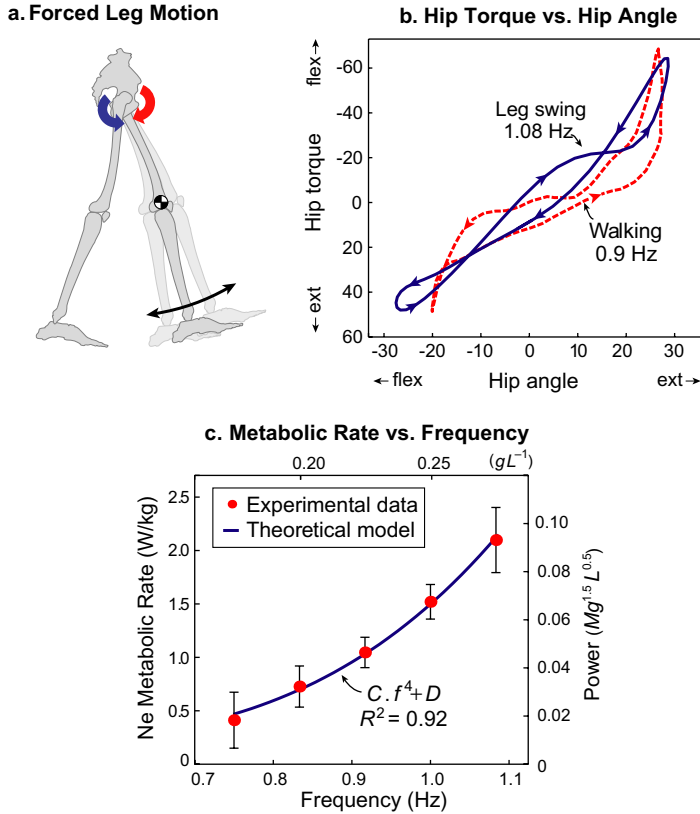 a. Forced Leg Motion
b. Hip Torque vs. Hip Angle
flex→
Hip torque
←ext
-60
-40
-20
0
20
40
60
Leg swing
1.08 Hz
Walking
0.9 Hz
-30
-20
-10
0
10
20
30
←flex
Hip angle
ext→
c. Metabolic Rate vs. Frequency
0.20
0.25
(gL⁻¹)
Ne Metabolic Rate (W/kg)
2.5
2.0
1.5
1.0
0.5
0
Experimental data
Theoretical model
C.f⁴+D
R² = 0.92
0.10
0.08
0.06
0.04
0.02
0
Power (Mg¹·⁵ L⁰·⁵)
0.7
0.8
0.9
1.0
1.1
Frequency (Hz)